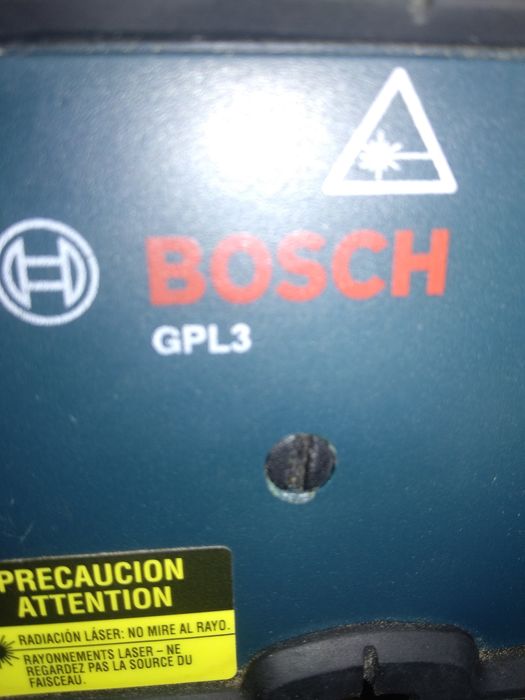 BOSCH
GPL3
PRECAUCION
ATTENTION
RADIACIÓN LÁSER: NO MIRE AL RAYO.
RAYONNEMENTS LASER - NE
REGARDEZ PAS LA SOURCE DU
FAISCEAU.